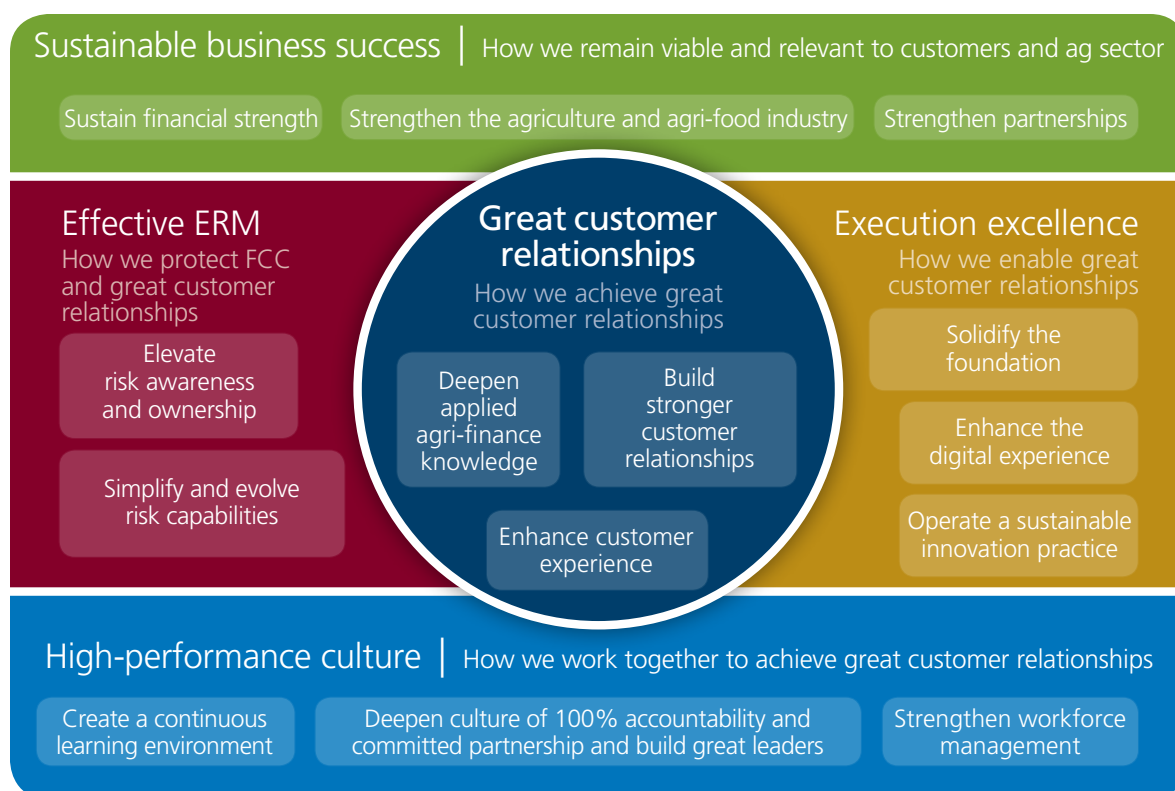 Sustainable business success | How we remain viable and relevant to customers and ag sector
Sustain financial strength
Strengthen the agriculture and agri-food industry
Strengthen partnerships
Effective ERM
How we protect FCC
and great customer
relationships
Elevate
risk awareness
and ownership
Simplify and evolve
risk capabilities
Great customer
relationships
How we achieve great
customer relationships
Deepen
applied
agri-finance
knowledge
Build
stronger
customer
relationships
Enhance customer
experience
Execution excellence
How we enable great
customer relationships
Solidify the
foundation
Enhance the
digital experience
Operate a sustainable
innovation practice
High-performance culture | How we work together to achieve great customer relationships
Create a continuous
learning environment
Deepen culture of 100% accountability and
committed partnership and build great leaders
Strengthen workforce
management